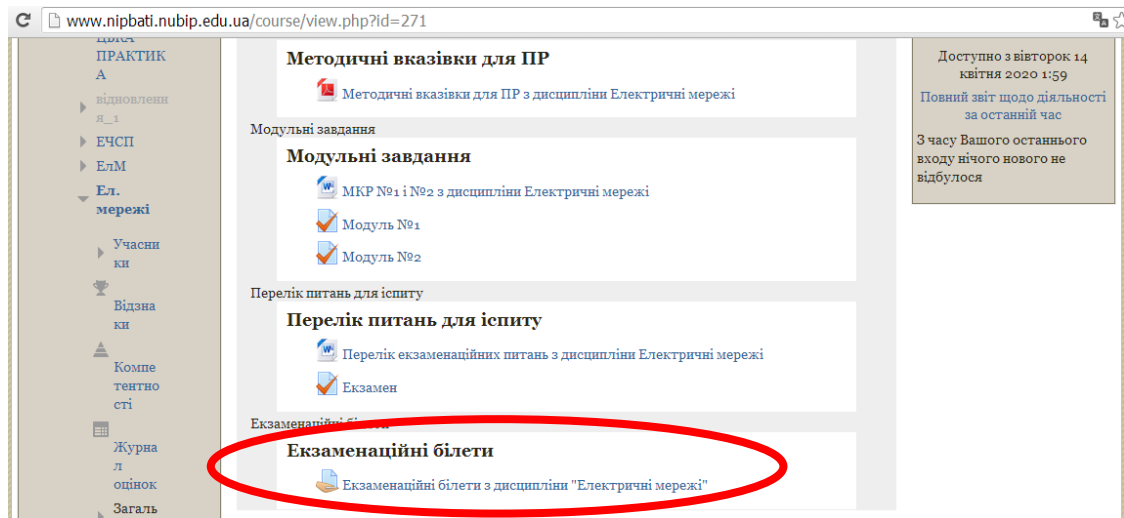 www.nipbati.nubip.edu.ua/course/view.php?id=271
ЦЬКА
ПРАКТИК
А
відновленн
я_1
ЕЧСП
ЕлМ
Ел.
мережі
Учасни
ки
Відзна
ки
Компе
тентно
сті
Журна
л
оцінок
Загаль
Методичні вказівки для ПР
Методичні вказівки для ПР з дисципліни Електричні мережі
Модульні завдання
Модульні завдання
МКР №1 і №2 з дисципліни Електричні мережі
Модуль №1
Модуль №2
Перелік питань для іспиту
Перелік питань для іспиту
Перелік екзаменаційних питань з дисципліни Електричні мережі
Екзамен
Екзаменаційні білети
Екзаменаційні білети
Екзаменаційні білети з дисципліни "Електричні мережі"
Доступно з вівторок 14
квітня 2020 1:59
Повний звіт щодо діяльності
за останній час
З часу Вашого останнього
входу нічого нового не
відбулося